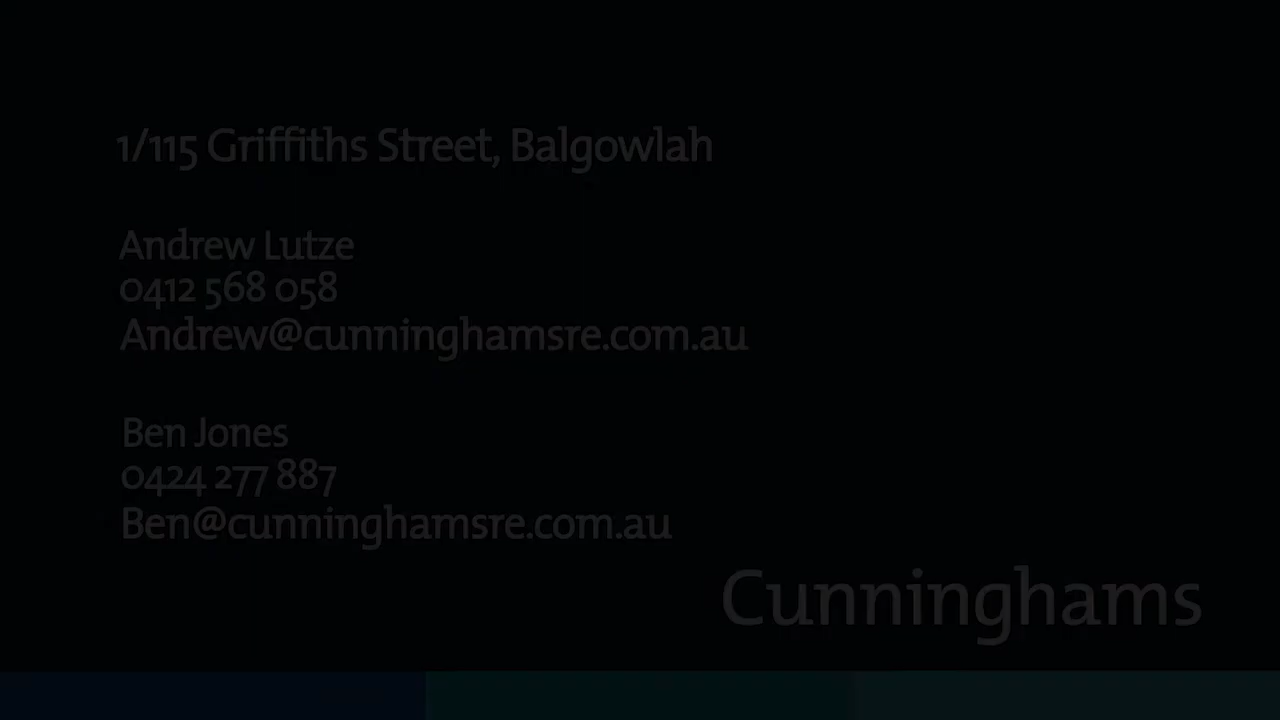 1/115 Griffiths Street, Balgowlah
Andrew Lutze
0412 568 058
Andrew@cunninghamsre.com.au
Ben Jones
0424 277 887
Ben@cunninghamsre.com.au
Cunninghams